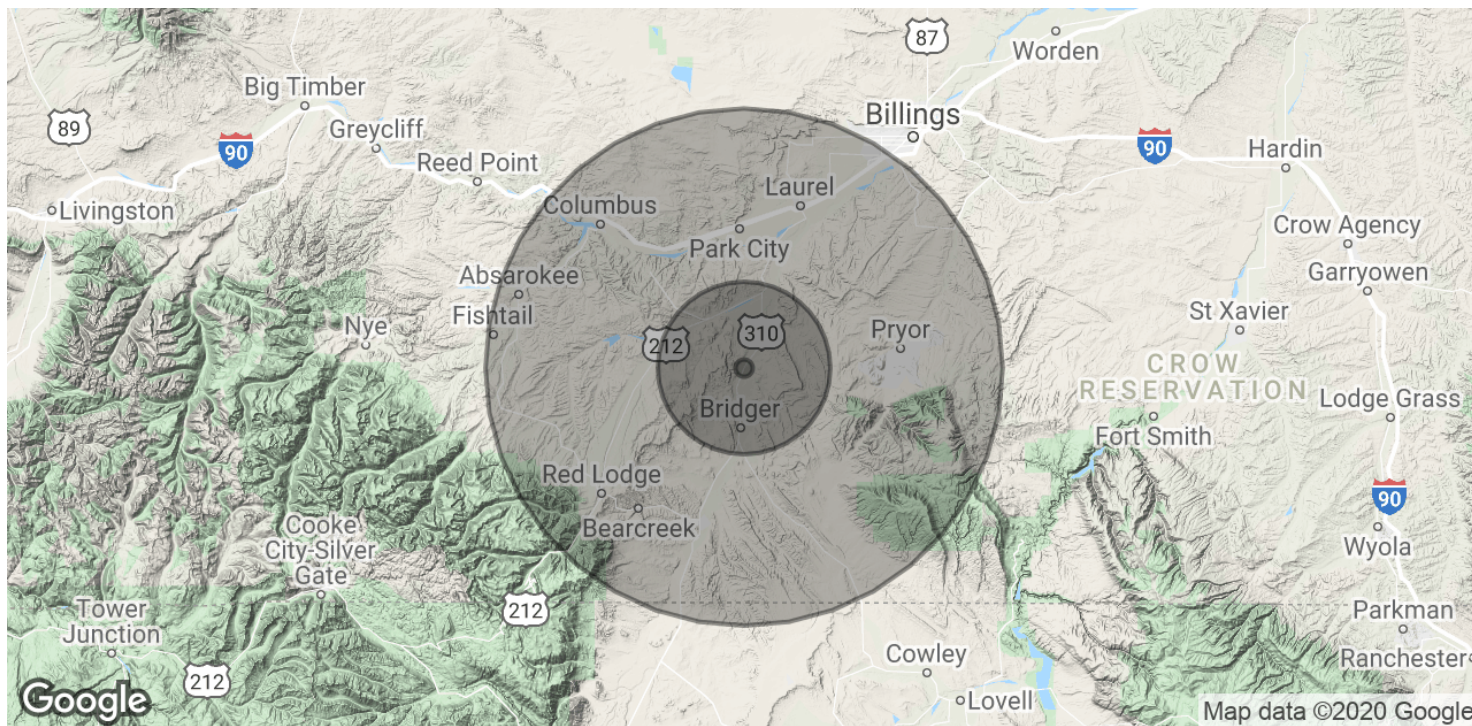 87
Worden
Big Timber
Billings
89
Greycliff
90
90
Hardin
Reed Point
Laurel
Livingston
Columbus
Crow Agency
Park City
Absarokee
Garryowen
Fishtail
Nye
212
310
Pryor
St Xavier
CROW
RESERVATION
Lodge Grass
Bridger
Fort Smith
Red Lodge
90
Bearcreek
Cooke
City-Silver
Gate
Wyola
212
Tower
Junction
Parkman
Cowley
Ranchester
212
Lovell
Google
Map data ©2020 Google